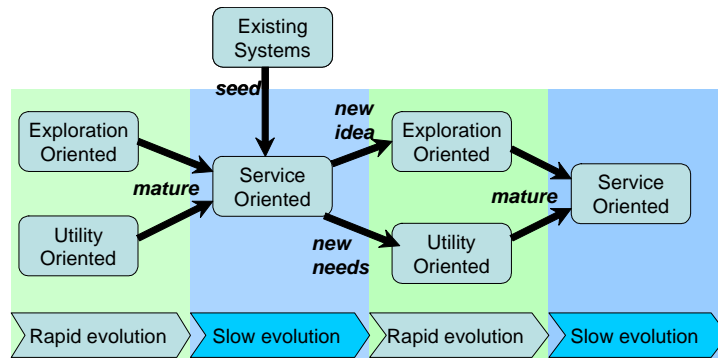 Existing
Systems
seed
new
idea
Exploration
Oriented
Exploration
Oriented
mature
Service
Oriented
mature
Service
Oriented
Utility
Oriented
new
needs
Utility
Oriented
Rapid evolution
Slow evolution
Rapid evolution
Slow evolution